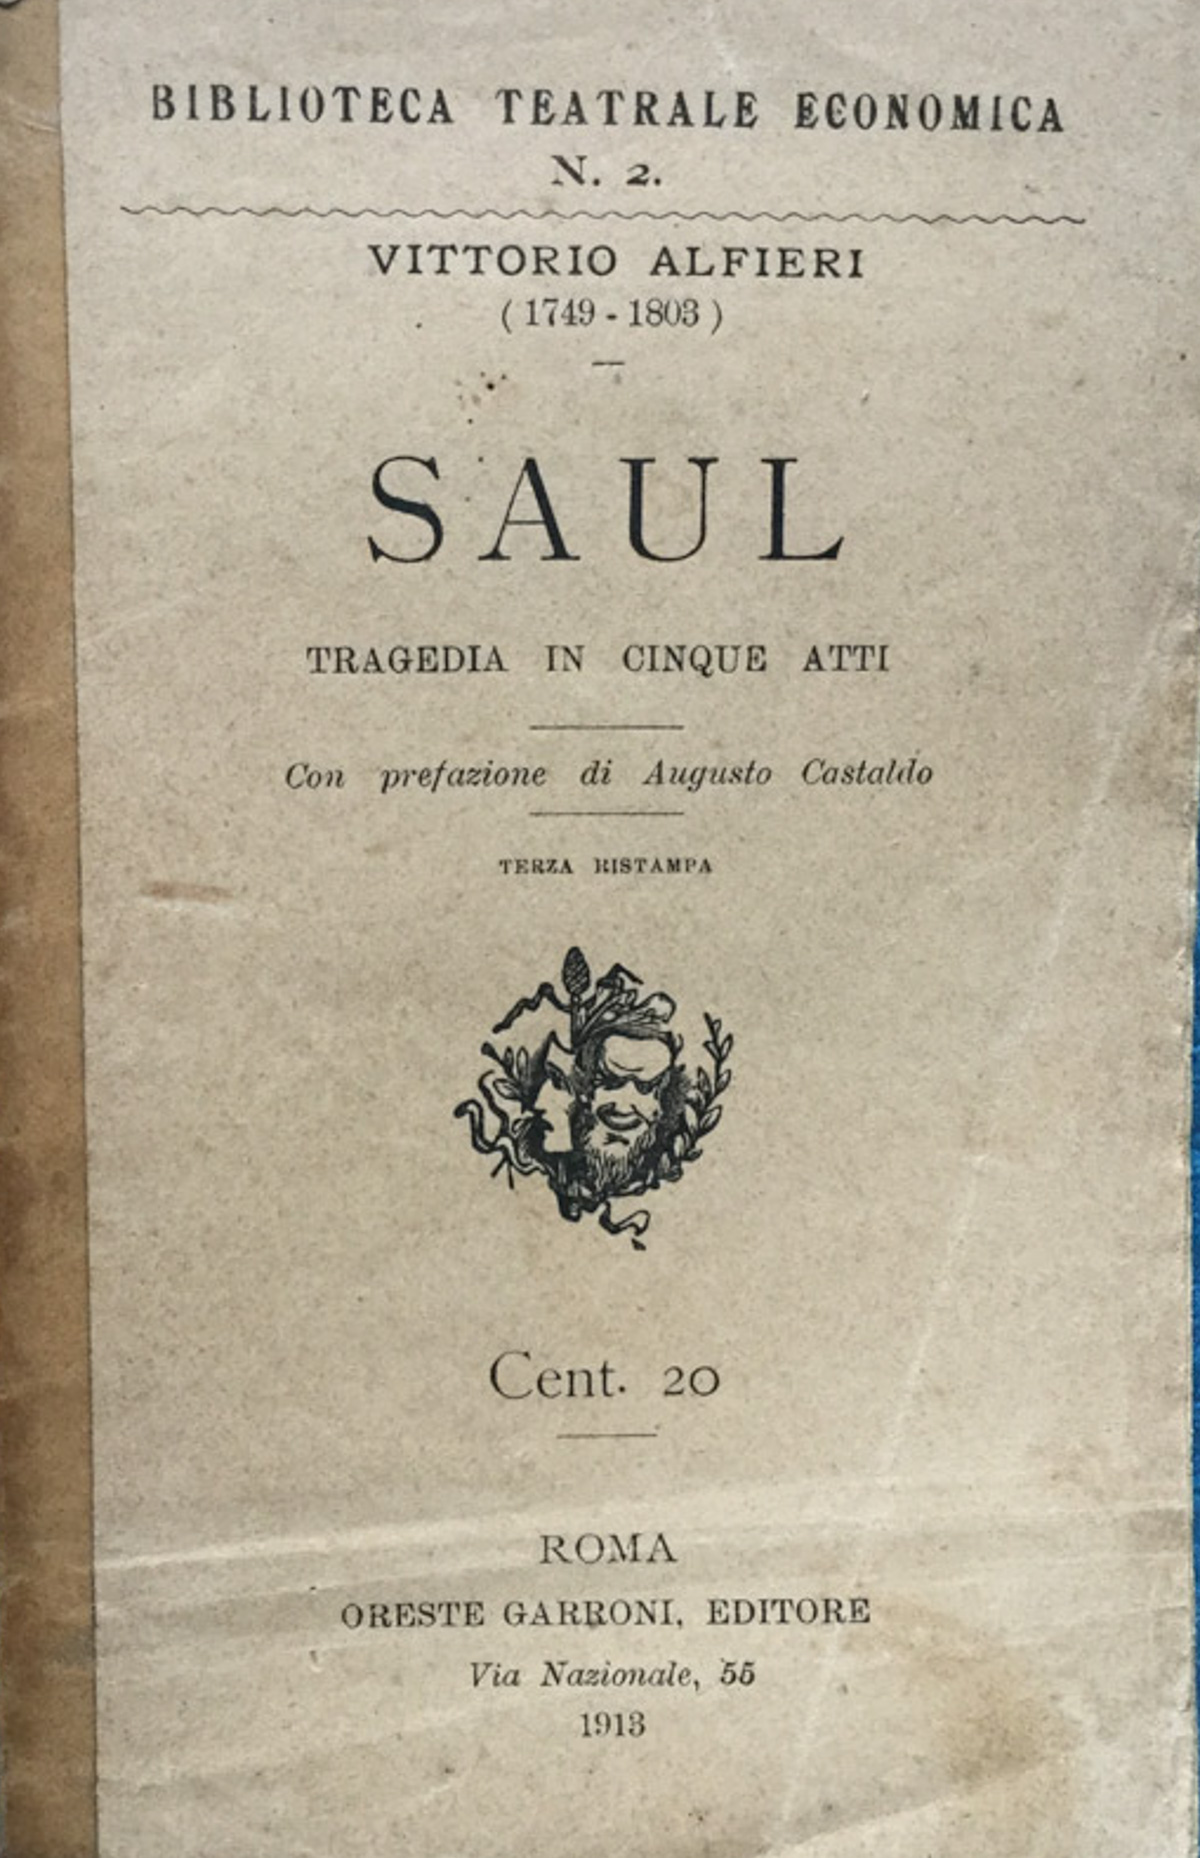 BIBLIOTECA TEATRALE ECONOMICA
N. 2.
VITTORIO ALFIERI
( 1749 - 1803 )
SAUL
TRAGEDIA IN CINQUE ATTI
Con prefazione di Augusto Castaldo
TERZA RISTAMPA
Cent. 20
ROMA
ORESTE GARRONI, EDITORE
Via Nazionale, 55
1913